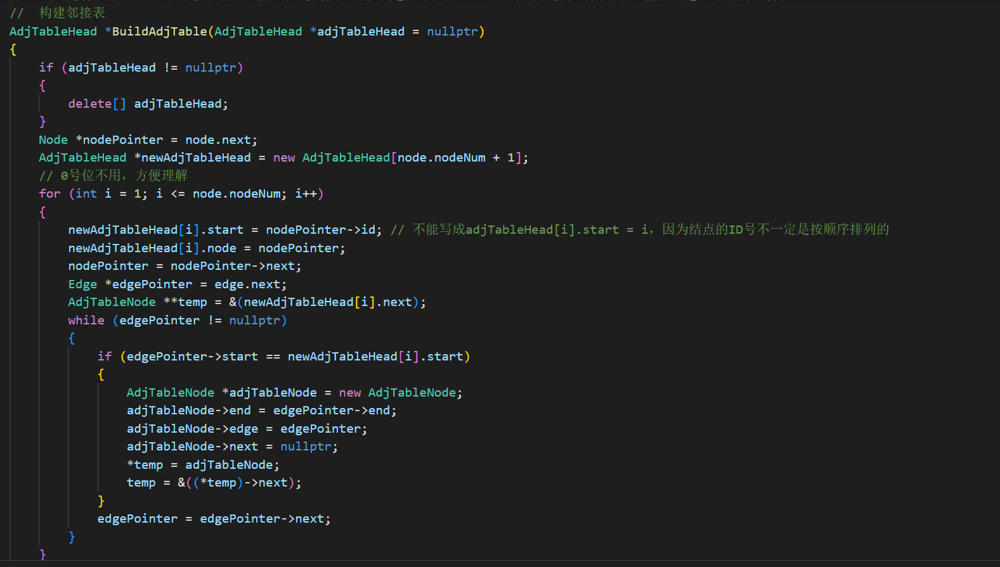 //  构建邻接表
AdjTableHead *BuildAdjTable(AdjTableHead *adjTableHead = nullptr)
{
    if (adjTableHead != nullptr)
    {
        delete[] adjTableHead;
    }
    Node *nodePointer = node.next;
    AdjTableHead *newAdjTableHead = new AdjTableHead[node.nodeNum + 1];
    // 0号位不用，方便理解
    for (int i = 1; i <= node.nodeNum; i++)
    {
        newAdjTableHead[i].start = nodePointer->id; // 不能写成adjTableHead[i].start = i，因为结点的ID号不一定是按顺序排列的
        newAdjTableHead[i].node = nodePointer;
        nodePointer = nodePointer->next;
        Edge *edgePointer = edge.next;
        AdjTableNode **temp = &(newAdjTableHead[i].next);
        while (edgePointer != nullptr)
        {
            if (edgePointer->start == newAdjTableHead[i].start)
            {
                AdjTableNode *adjTableNode = new AdjTableNode;
                adjTableNode->end = edgePointer->end;
                adjTableNode->edge = edgePointer;
                adjTableNode->next = nullptr;
                *temp = adjTableNode;
                temp = &((*temp)->next);
            }
            edgePointer = edgePointer->next;
        }
    }